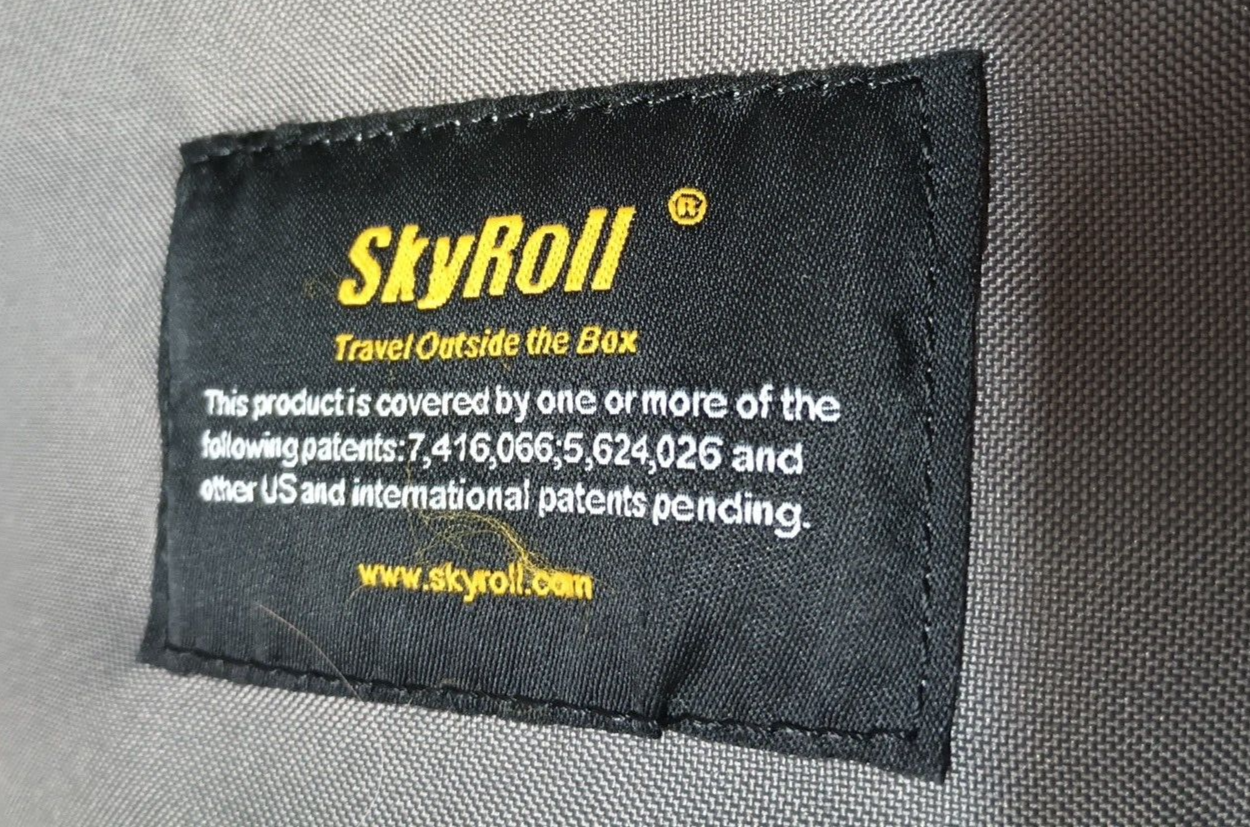 SkyRoll ®
Travel Outside the Box
This product is covered by one or more of the
following patents:7,416,066;5,624,026 and
other US and international patents pending.
www.skyroll.com